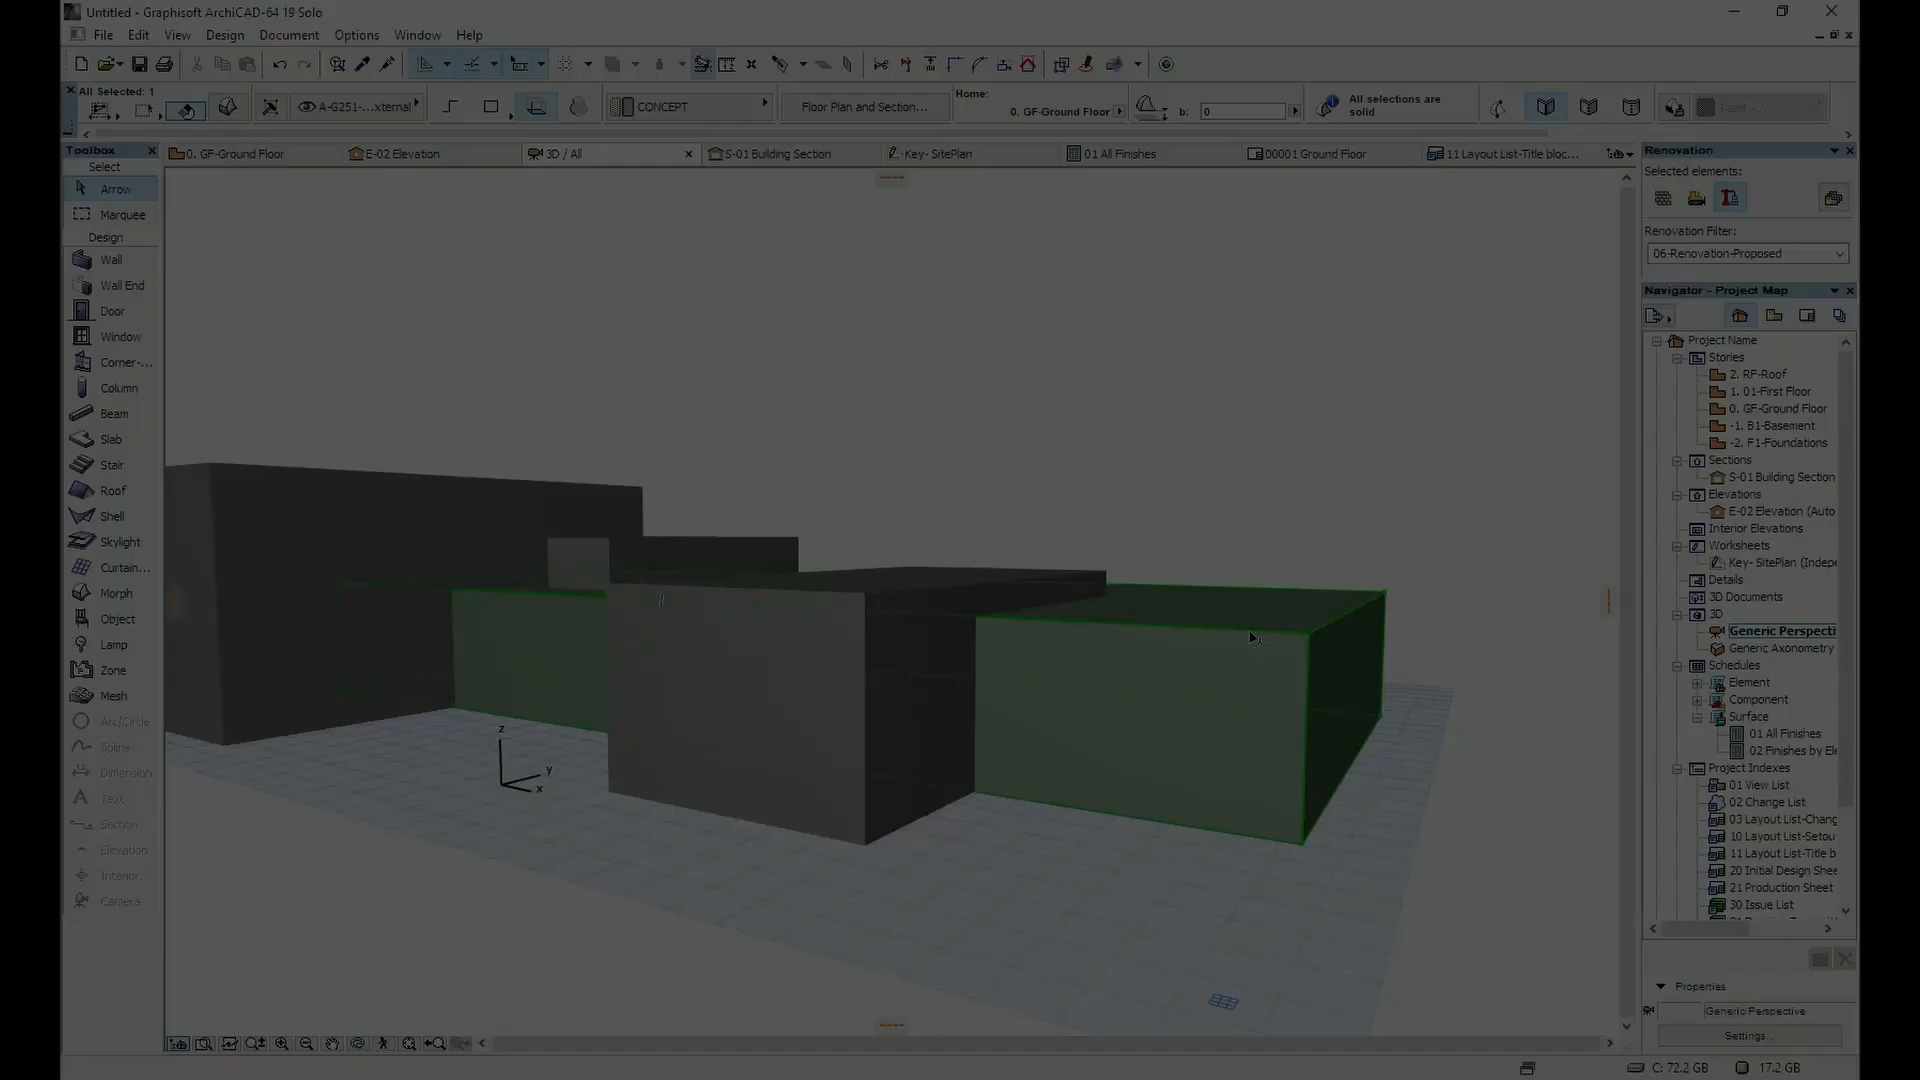 Untitled - Graphisoft ArchiCAD-64 19 Solo
File Edit View Design Document Options Window Help
All Selected: 1
A-G251-...xternal
CONCEPT
Floor Plan and Section...
Home:
0. GF-Ground Floor
b: 0
All selections are
solid
Toolbox
Select
Arrow
Marquee
Design
Wall
Wall End
Door
Window
Corner-...
Column
Beam
Slab
Stair
Roof
Shell
Skylight
Curtain...
Morph
Object
Lamp
Zone
Mesh
Arc/Circle
Spline
Dimension
Text
Section
Elevation
Interior...
Camera
0. GF-Ground Floor
E-02 Elevation
3D / All
S-01 Building Section
Key- SitePlan
01 All Finishes
00001 Ground Floor
11 Layout List-Title bloc...
z
y
x
Renovation
Selected elements:
Renovation Filter:
06-Renovation-Proposed
Navigator - Project Map
Project Name
Stories
2. RF-Roof
1. 01-First Floor
0. GF-Ground Floor
-1. B1-Basement
-2. F1-Foundations
Sections
S-01 Building Section
Elevations
E-02 Elevation (Auto
Interior Elevations
Worksheets
Key- SitePlan (Indepe
Details
3D Documents
3D
Generic Perspecti
Generic Axonometry
Schedules
Element
Component
Surface
01 All Finishes
02 Finishes by Ele
Project Indexes
01 View List
02 Change List
03 Layout List-Chang
10 Layout List-Setou
11 Layout List-Title b
20 Initial Design Shee
21 Production Sheet
30 Issue List
Properties
Generic Perspective
Settings...
C: 72.2 GB
17.2 GB